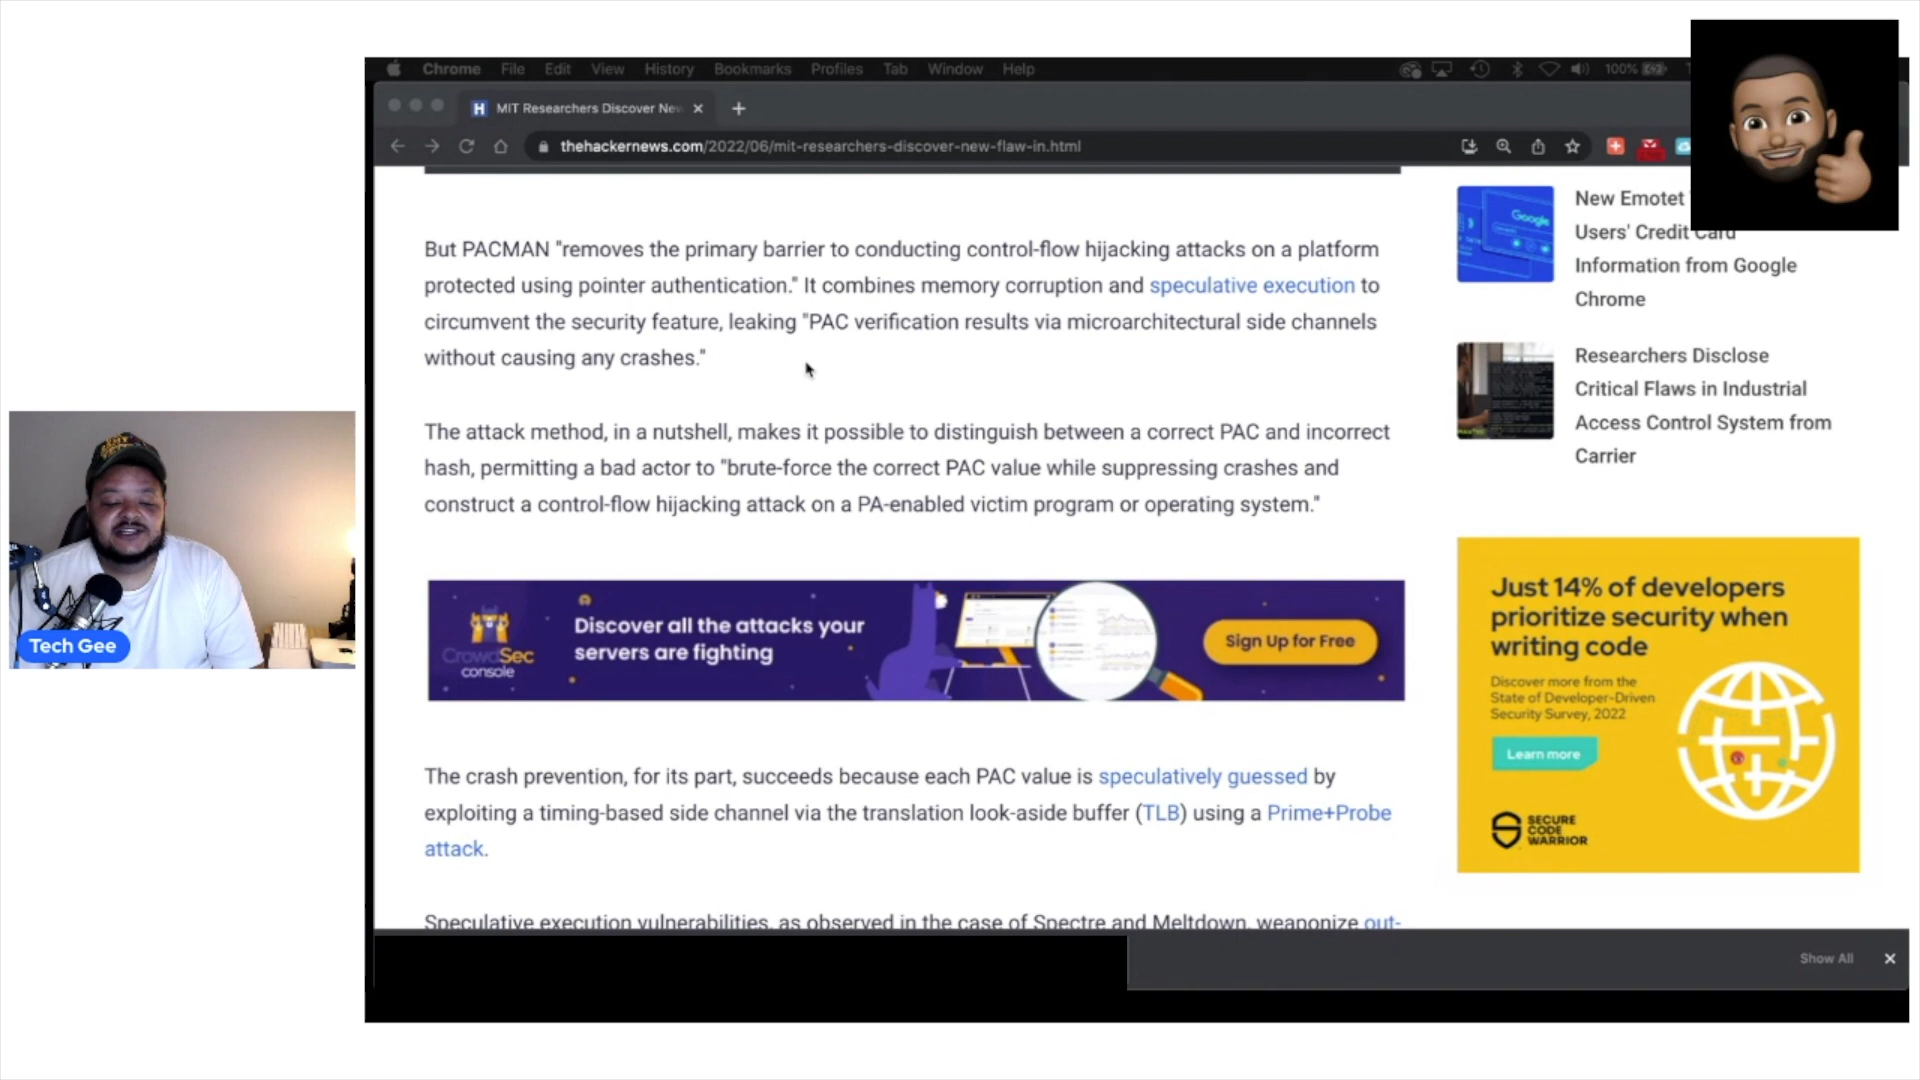 Chrome File Edit View History Bookmarks Profiles Tab Window Help
100%
MIT Researchers Discover New
thehackernews.com/2022/06/mit-researchers-discover-new-flaw-in.html
But PACMAN "removes the primary barrier to conducting control-flow hijacking attacks on a platform
protected using pointer authentication." It combines memory corruption and speculative execution to
circumvent the security feature, leaking "PAC verification results via microarchitectural side channels
without causing any crashes."
The attack method, in a nutshell, makes it possible to distinguish between a correct PAC and incorrect
hash, permitting a bad actor to "brute-force the correct PAC value while suppressing crashes and
construct a control-flow hijacking attack on a PA-enabled victim program or operating system."
CrowdSec
console
Discover all the attacks your
servers are fighting
Sign Up for Free
The crash prevention, for its part, succeeds because each PAC value is speculatively guessed by
exploiting a timing-based side channel via the translation look-aside buffer (TLB) using a Prime+Probe
attack.
Speculative execution vulnerabilities, as observed in the case of Spectre and Meltdown, weaponize out-
Google
New Emotet
Users' Credit Card
Information from Google
Chrome
Researchers Disclose
Critical Flaws in Industrial
Access Control System from
Carrier
Just 14% of developers
prioritize security when
writing code
Discover more from the
State of Developer-Driven
Security Survey, 2022
Learn more
SECURE
CODE
WARRIOR
Show All
Tech Gee